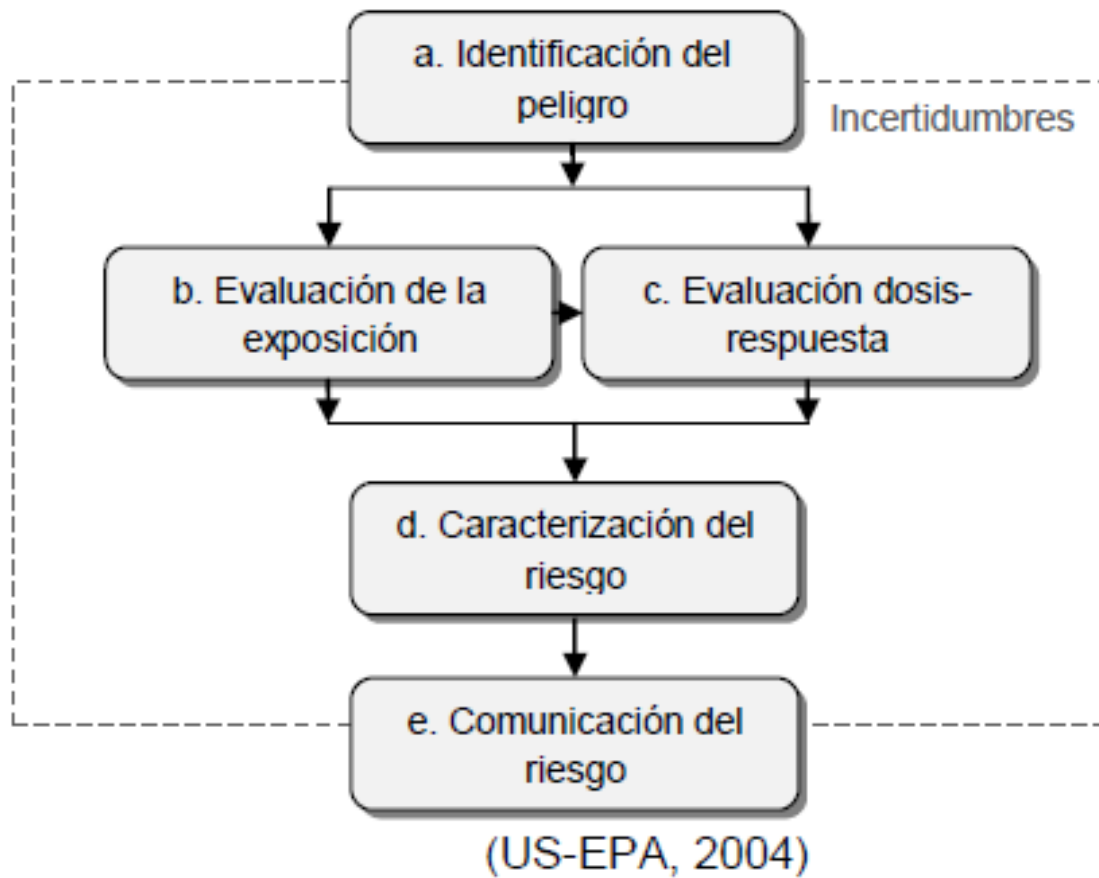 a. Identificación del
peligro
Incertidumbres
b. Evaluación de la
exposición
c. Evaluación dosis-
respuesta
d. Caracterización del
riesgo
e. Comunicación del
riesgo
(US-EPA, 2004)